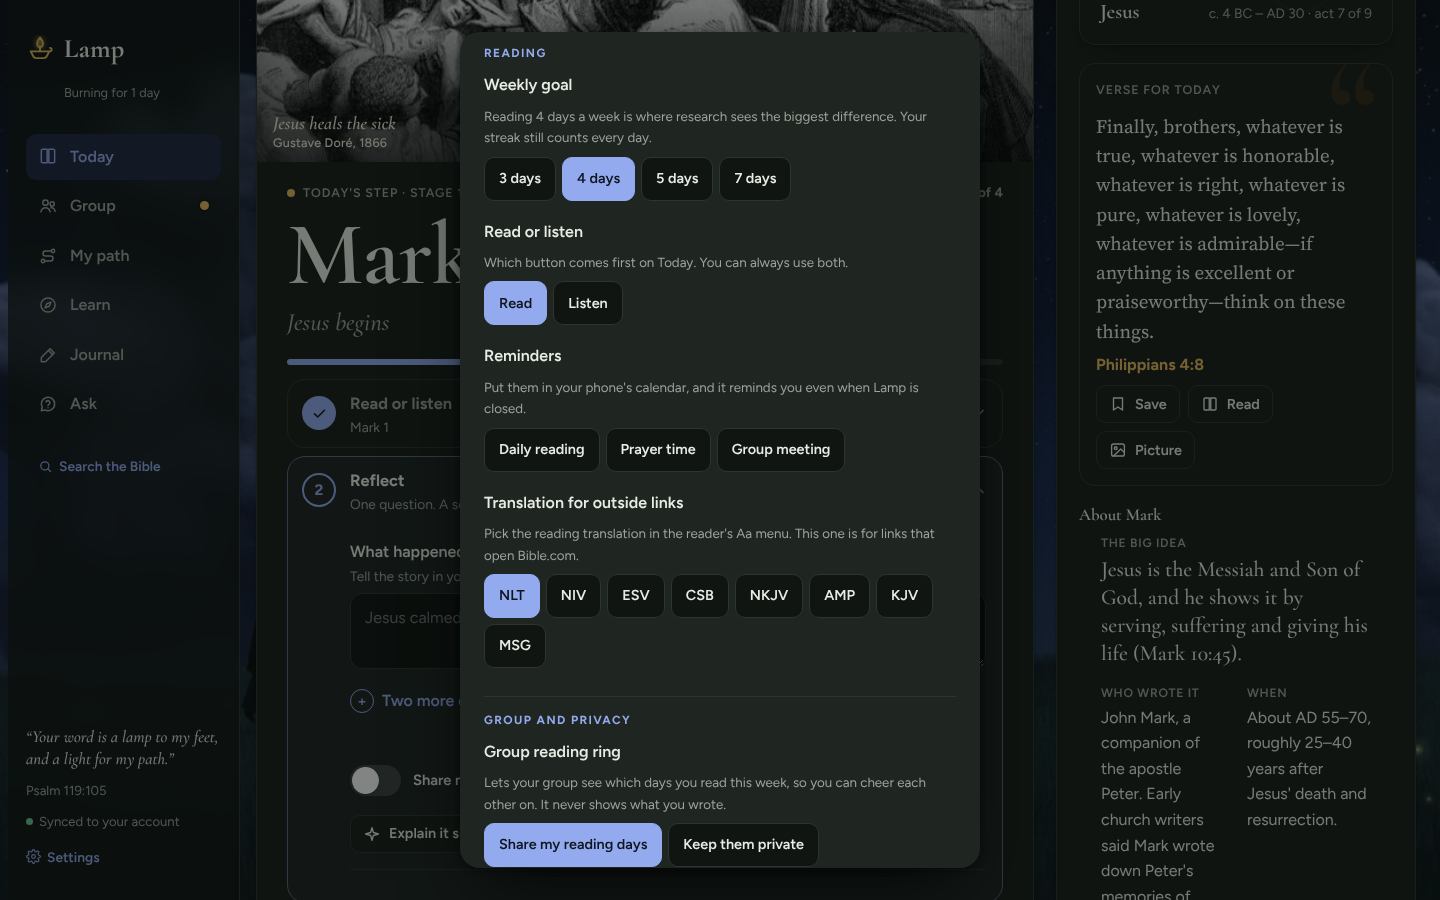 Lamp
Burning for 1 day
Today
Group
My path
Learn
Journal
Ask
Search the Bible
“Your word is a lamp to my feet,
and a light for my path.”
Psalm 119:105
Synced to your account
Settings
Jesus heals the sick
Gustave Doré, 1866
TODAY'S STEP · STAGE
of 4
Mark
Jesus begins
Read or listen
Mark 1
2
Reflect
One question. A
What happened
Tell the story in
Jesus calmed
Two more
Share
Explain it
READING
Weekly goal
Reading 4 days a week is where research sees the biggest difference. Your
streak still counts every day.
3 days
4 days
5 days
7 days
Read or listen
Which button comes first on Today. You can always use both.
Read
Listen
Reminders
Put them in your phone's calendar, and it reminds you even when Lamp is
closed.
Daily reading
Prayer time
Group meeting
Translation for outside links
Pick the reading translation in the reader's Aa menu. This one is for links that
open Bible.com.
NLT
NIV
ESV
CSB
NKJV
AMP
KJV
MSG
GROUP AND PRIVACY
Group reading ring
Lets your group see which days you read this week, so you can cheer each
other on. It never shows what you wrote.
Share my reading days
Keep them private
Jesus
c. 4 BC – AD 30 · act 7 of 9
VERSE FOR TODAY
Finally, brothers, whatever is
true, whatever is honorable,
whatever is right, whatever is
pure, whatever is lovely,
whatever is admirable—if
anything is excellent or
praiseworthy—think on these
things.
Philippians 4:8
Save
Read
Picture
About Mark
THE BIG IDEA
Jesus is the Messiah and Son of
God, and he shows it by
serving, suffering and giving his
life (Mark 10:45).
WHO WROTE IT
John Mark, a
companion of
the apostle
Peter. Early
church writers
said Mark wrote
down Peter's
memories of
WHEN
About AD 55–70,
roughly 25–40
years after
Jesus' death and
resurrection.